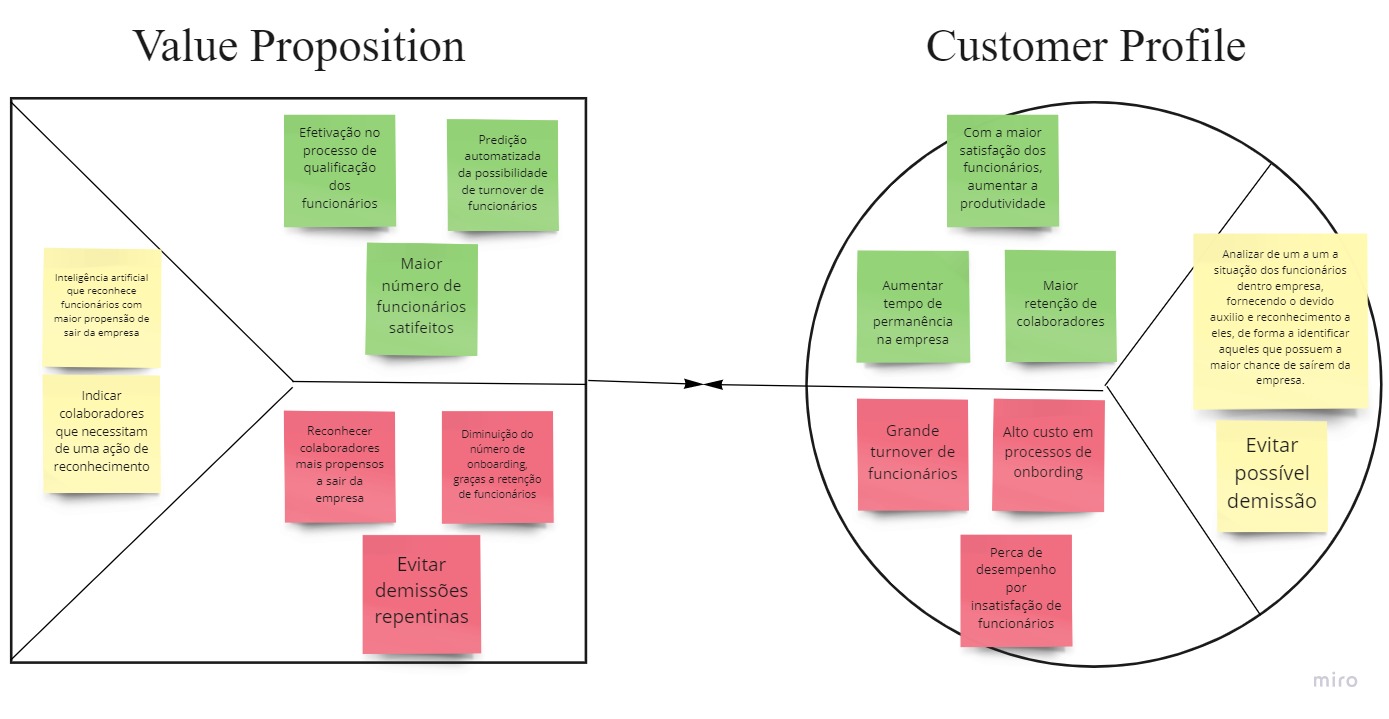 Value Proposition
Efetivação no
processo de
qualificação
dos
funcionários
Predição
automatizada
da possibilidade
de turnover de
funcionários
Maior
número de
funcionários
satifeitos
Inteligência artificial
que reconhece
funcionários com
maior propensão de
sair da empresa
Indicar
colaboradores
que necessitam
de uma ação de
reconhecimento
Reconhecer
colaboradores
mais propensos
a sair da
empresa
Diminuição do
número de
onboarding,
graças a retenção
de funcionários
Evitar
demissões
repentinas
Customer Profile
Com a maior
satisfação dos
funcionários,
aumentar a
produtividade
Aumentar
tempo de
permanência
na empresa
Maior
retenção de
colaboradores
Analizar de um a um a
situação dos funcionários
dentro empresa,
fornecendo o devido
auxilio e reconhecimento a
eles, de forma a identificar
aqueles que possuem a
maior chance de saírem da
empresa.
Grande
turnover de
funcionários
Alto custo em
processos de
onbording
Evitar
possível
demissão
Perca de
desempenho
por
insatisfação de
funcionários
miro